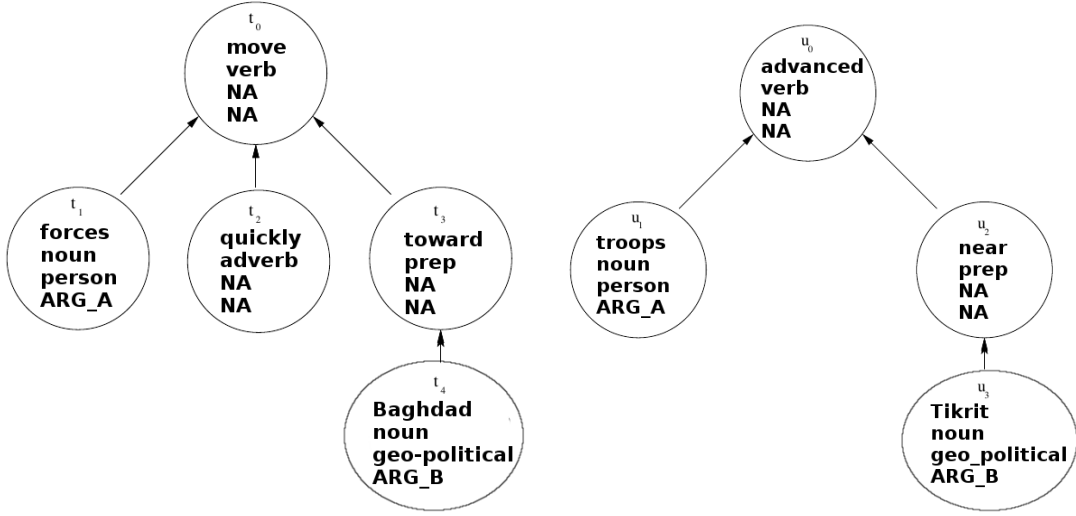 t0
move
verb
NA
NA
t1
forces
noun
person
ARG_A
t2
quickly
adverb
NA
NA
t3
toward
prep
NA
NA
t4
Baghdad
noun
geo-political
ARG_B
u0
advanced
verb
NA
NA
u1
troops
noun
person
ARG_A
u2
near
prep
NA
NA
u3
Tikrit
noun
geo_political
ARG_B